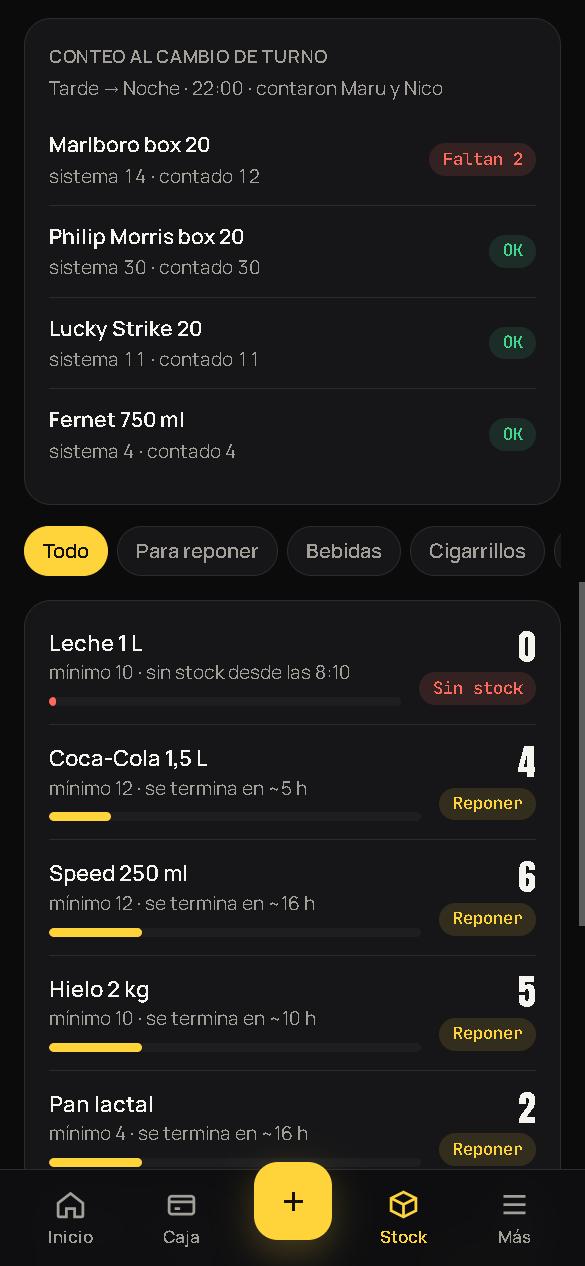 CONTEO AL CAMBIO DE TURNO
Tarde → Noche · 22:00 · contaron Maru y Nico
Marlboro box 20
sistema 14 · contado 12
Faltan 2
Philip Morris box 20
sistema 30 · contado 30
OK
Lucky Strike 20
sistema 11 · contado 11
OK
Fernet 750 ml
sistema 4 · contado 4
OK
Todo
Para reponer
Bebidas
Cigarrillos
Leche 1 L
mínimo 10 · sin stock desde las 8:10
0
Sin stock
Coca-Cola 1,5 L
mínimo 12 · se termina en ~5 h
4
Reponer
Speed 250 ml
mínimo 12 · se termina en ~16 h
6
Reponer
Hielo 2 kg
mínimo 10 · se termina en ~10 h
5
Reponer
Pan lactal
mínimo 4 · se termina en ~16 h
2
Reponer
+
Inicio
Caja
Stock
Más